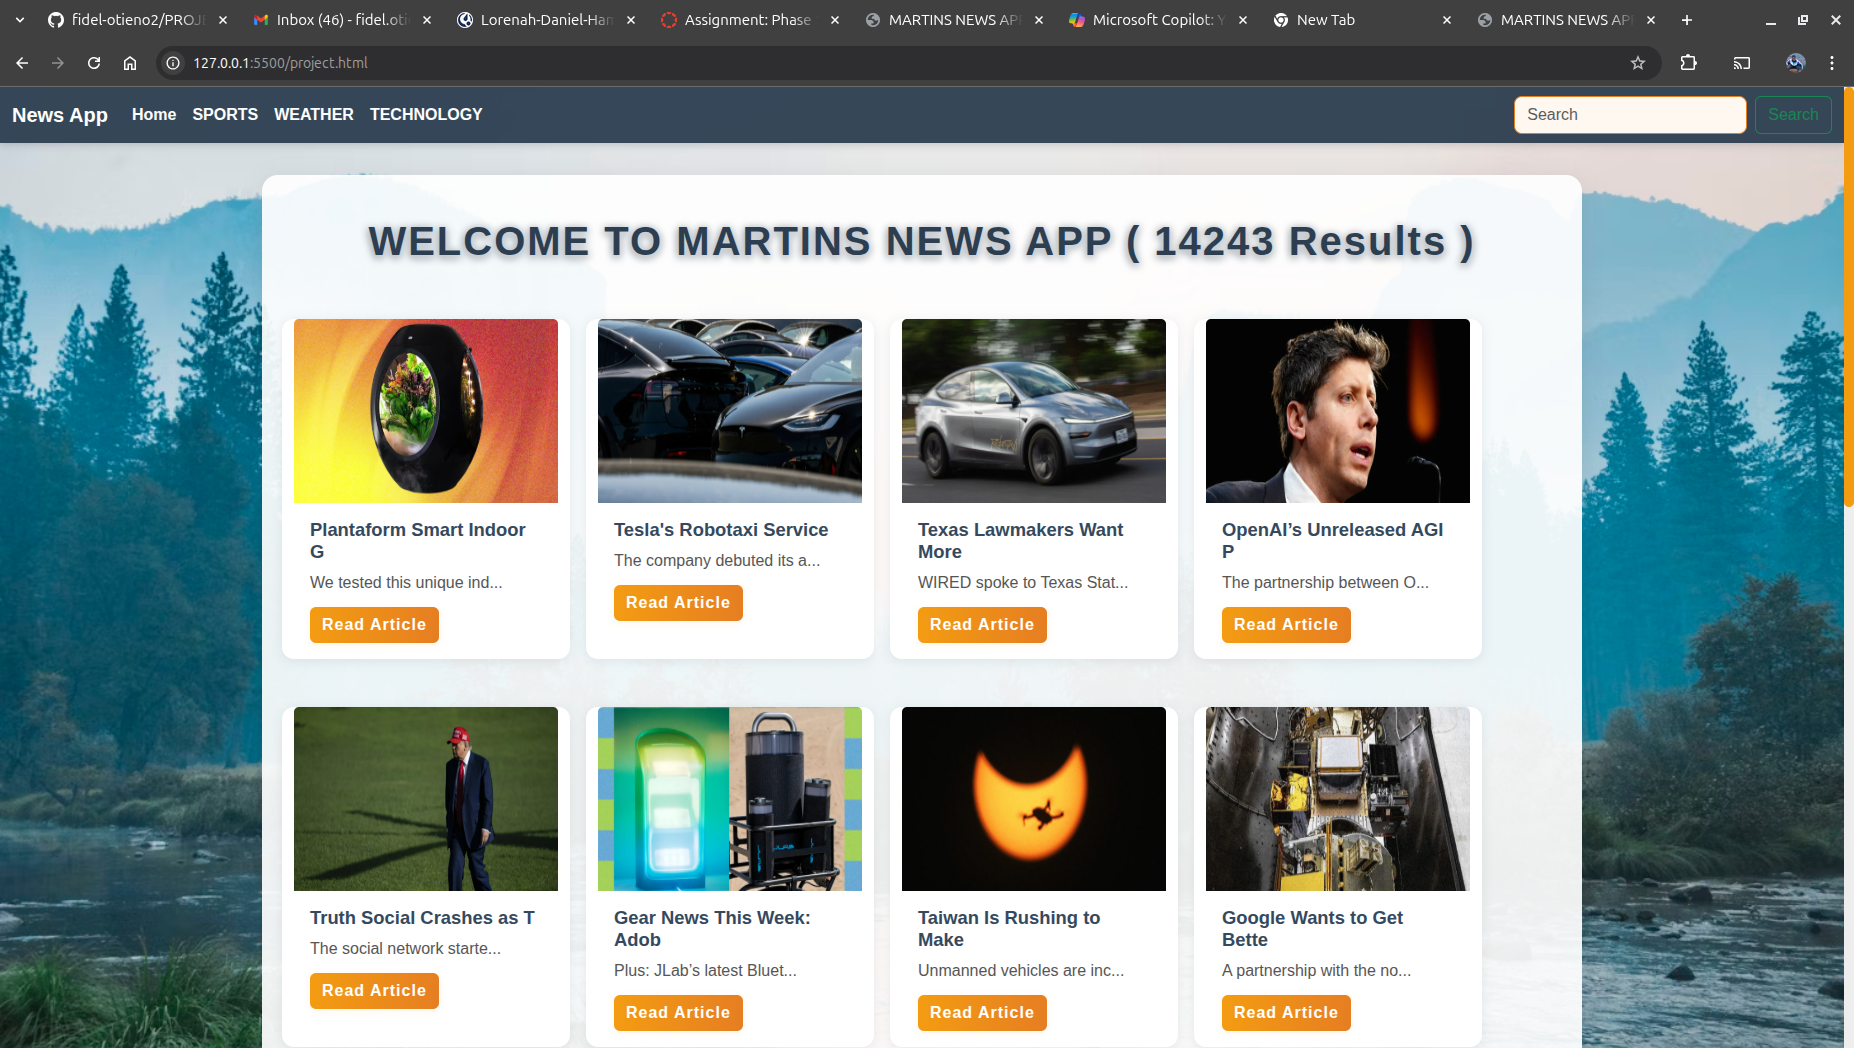 fidel-otieno2/PROJE
Inbox (46) - fidel.oti
Lorenah-Daniel-Ham
Assignment: Phase
MARTINS NEWS API
Microsoft Copilot: Y
New Tab
MARTINS NEWS API
127.0.0.1:5500/project.html
News App Home SPORTS WEATHER TECHNOLOGY Search Search
WELCOME TO MARTINS NEWS APP ( 14243 Results )
Plantaform Smart Indoor
G
We tested this unique ind...
Read Article
Tesla's Robotaxi Service
The company debuted its a...
Read Article
Texas Lawmakers Want
More
WIRED spoke to Texas Stat...
Read Article
OpenAI’s Unreleased AGI
P
The partnership between O...
Read Article
Truth Social Crashes as T
The social network starte...
Read Article
Gear News This Week:
Adob
Plus: JLab’s latest Bluet...
Read Article
Taiwan Is Rushing to
Make
Unmanned vehicles are inc...
Read Article
Google Wants to Get
Bette
A partnership with the no...
Read Article